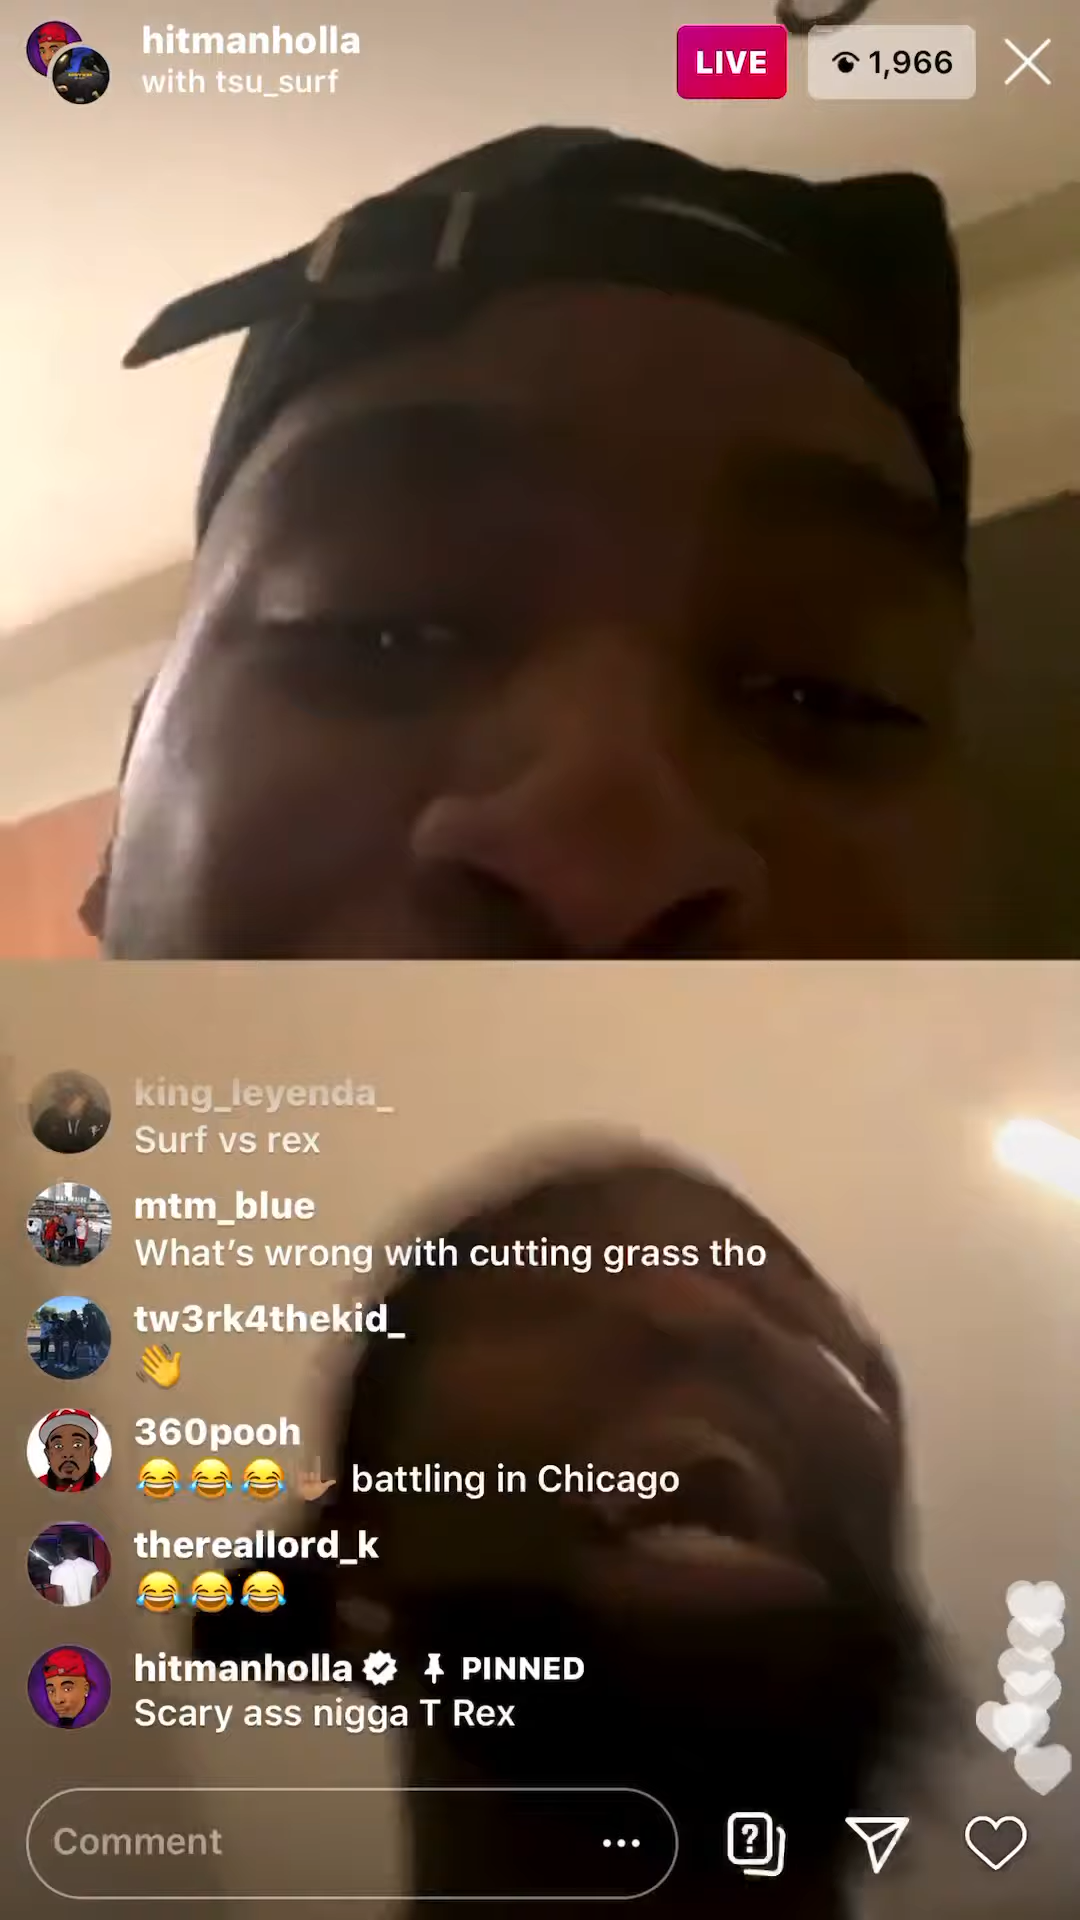 hitmanholla
with tsu_surf
LIVE
1,966
king_leyenda_
Surf vs rex
mtm_blue
What's wrong with cutting grass tho
tw3rk4thekid_
👋
360pooh
😂😂😂🤟🏽 battling in Chicago
thereallord_k
😂😂😂
hitmanholla PINNED
Scary ass nigga T Rex
Comment